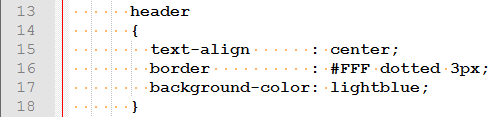 13 header
14 {
15 text-align : center;
16 border : #FFF dotted 3px;
17 background-color: lightblue;
18 }